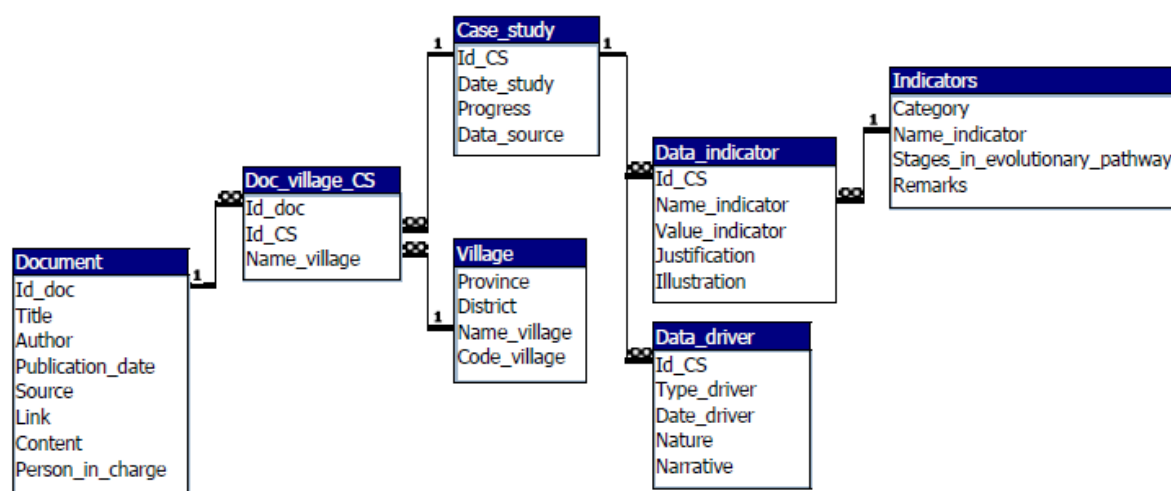 Case_study
Id_CS
Date_study
Progress
Data_source
1
1
Indicators
Category
Name_indicator
Stages_in_evolutionary_pathway
Remarks
1
Data_indicator
Id_CS
Name_indicator
Value_indicator
Justification
Illustration
∞
∞
Doc_village_CS
Id_doc
Id_CS
Name_village
∞
∞
∞
Village
Province
District
Name_village
Code_village
1
Document
Id_doc
Title
Author
Publication_date
Source
Link
Content
Person_in_charge
1
Data_driver
Id_CS
Type_driver
Date_driver
Nature
Narrative
∞